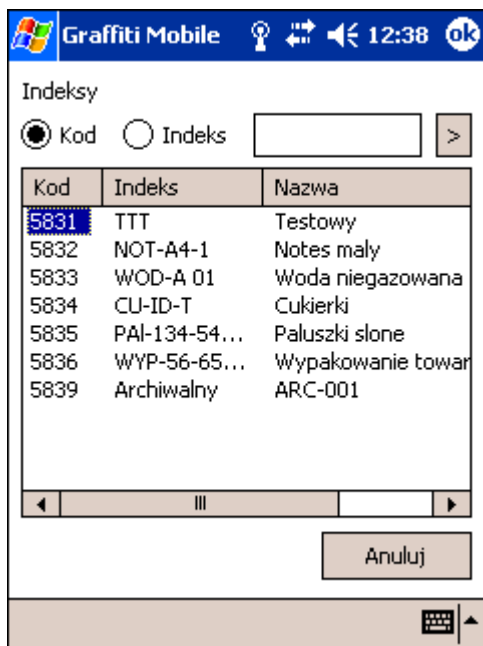 Graffiti Mobile 12:38 ok
Indeksy
Kod Indeks >
Kod Indeks Nazwa
5831 TTT Testowy
5832 NOT-A4-1 Notes maly
5833 WOD-A 01 Woda niegazowana
5834 CU-ID-T Cukierki
5835 PAl-134-54... Paluszki slone
5836 WYP-56-65... Wypakowanie towar
5839 Archiwalny ARC-001
Anuluj